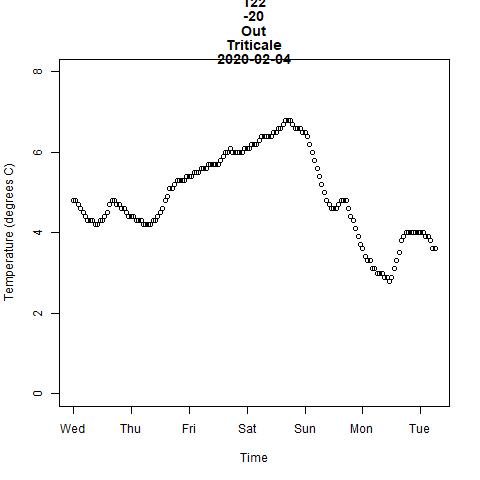 122
-20
Out
Triticale
2020-02-04
8
6
4
2
0
Temperature (degrees C)
Wed Thu Fri Sat Sun Mon Tue
Time